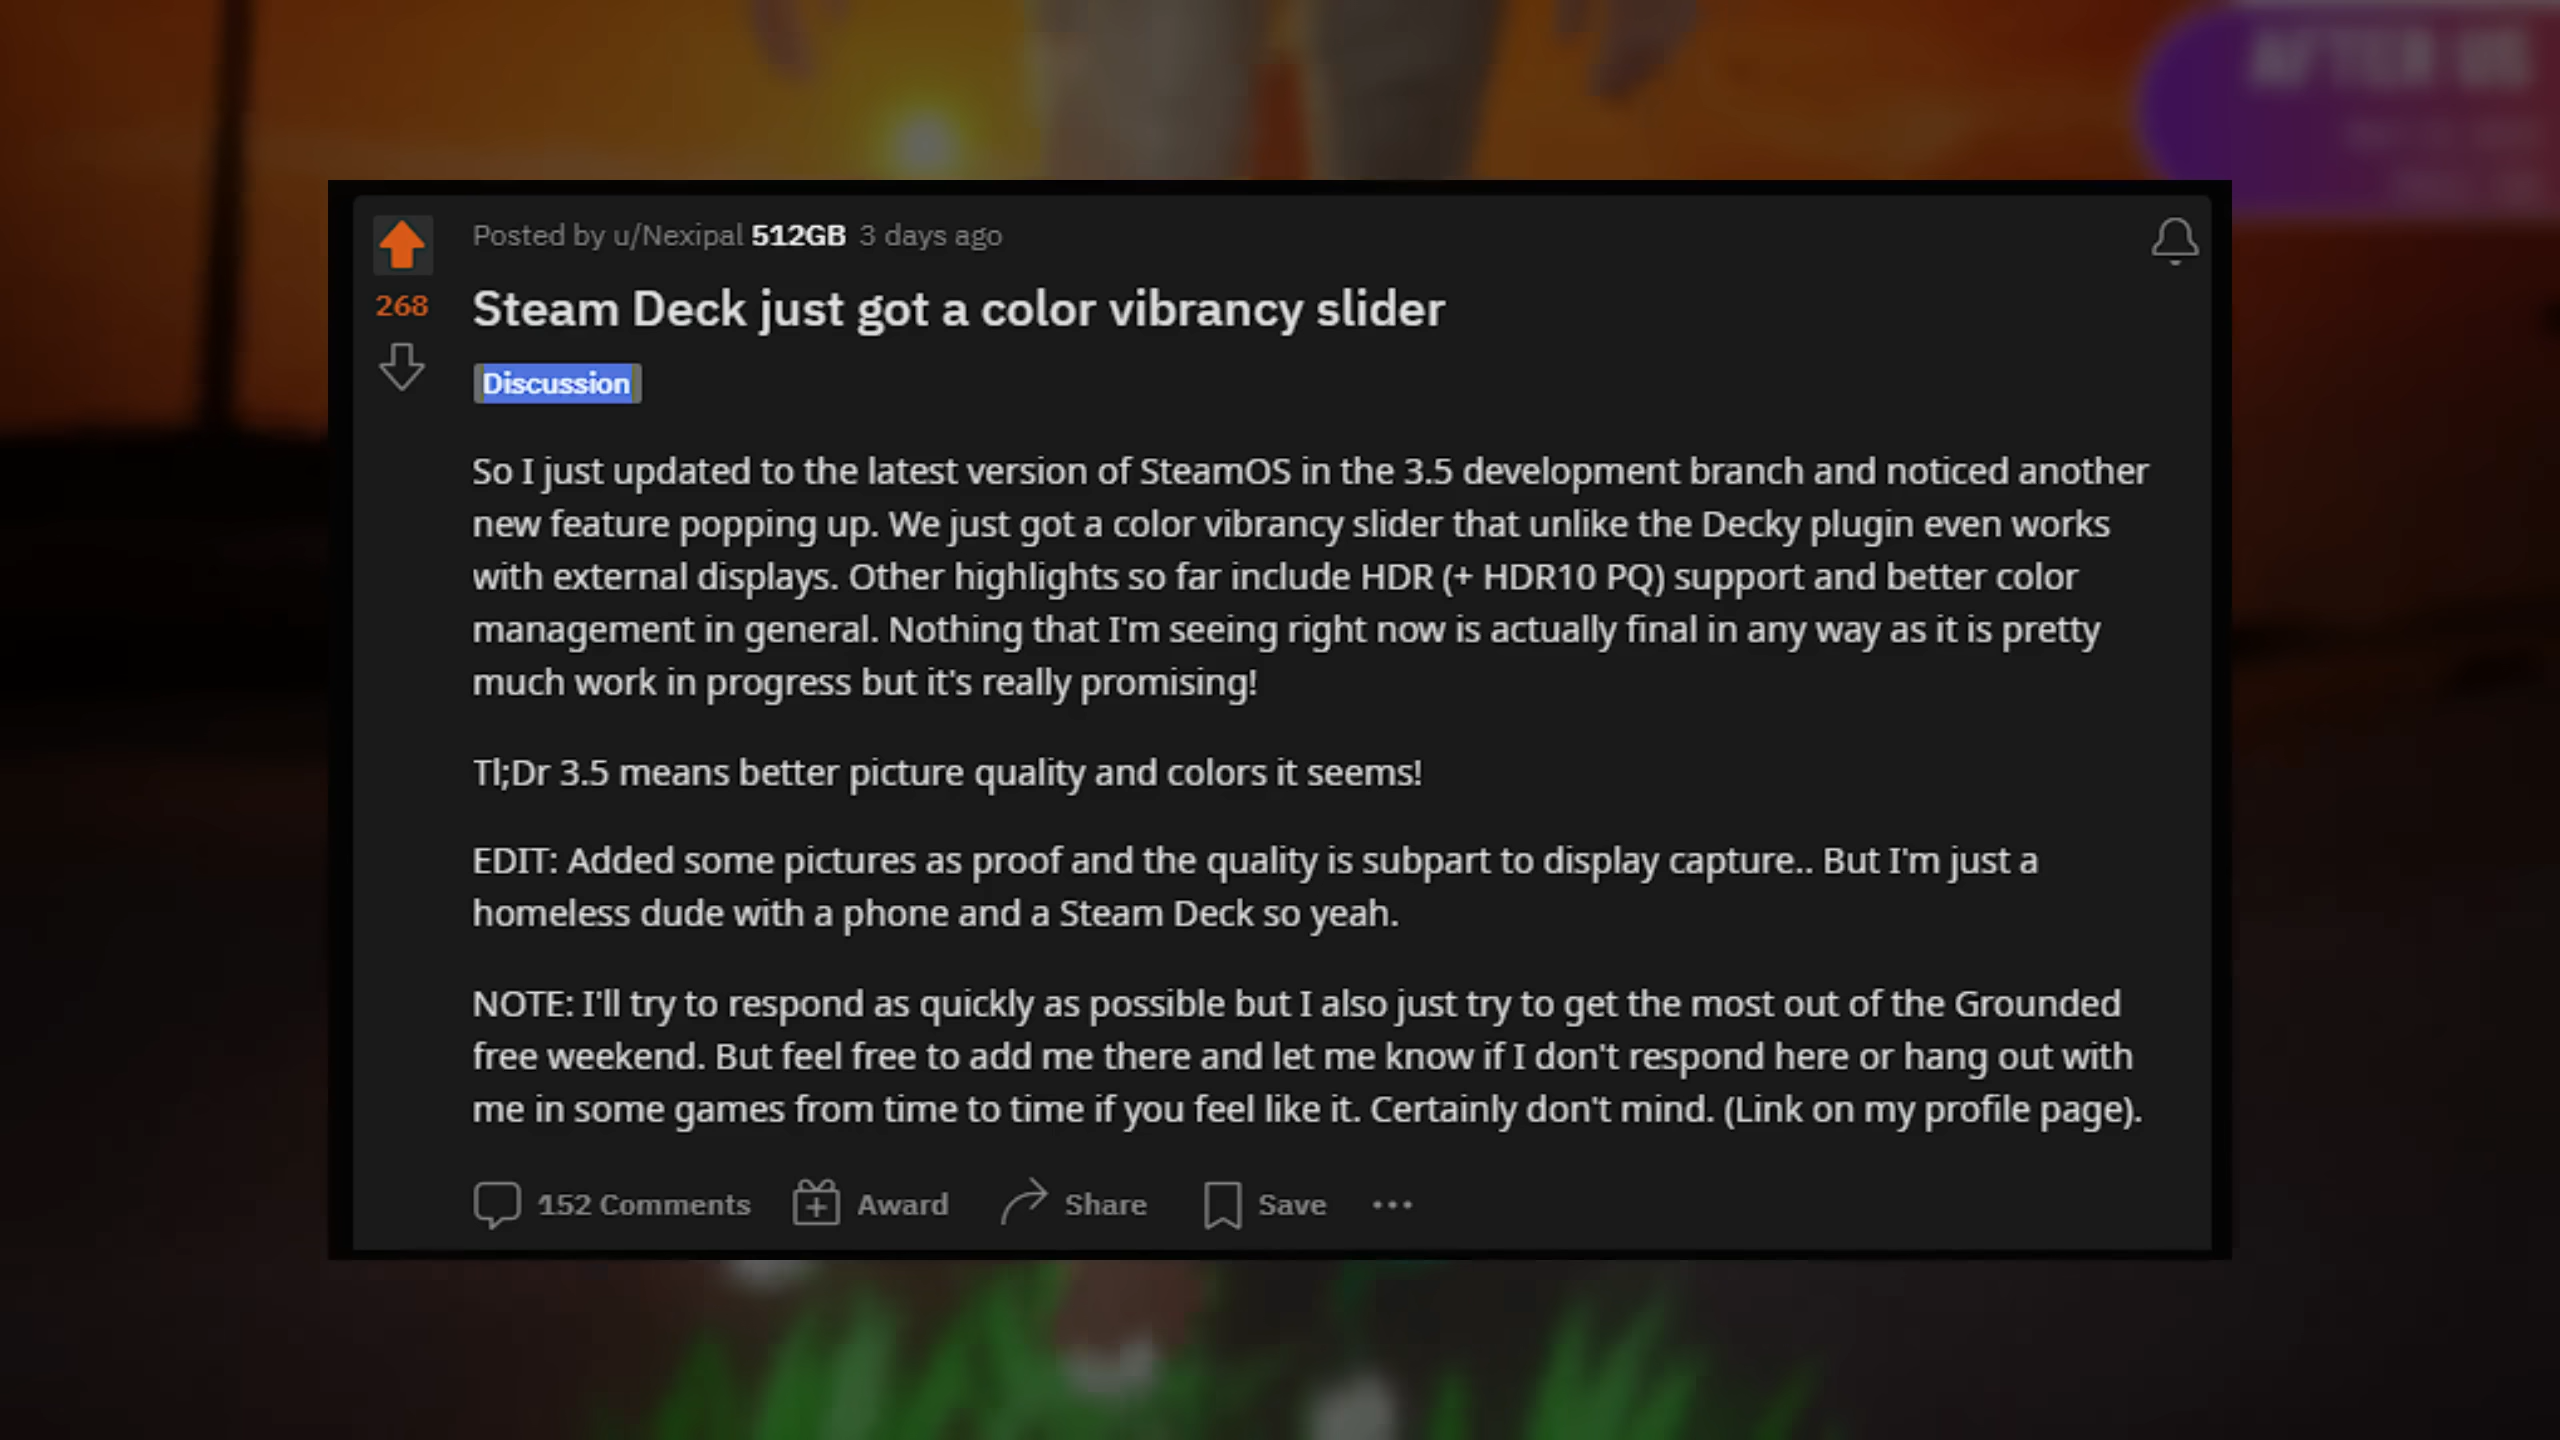 AFTER US
Posted by u/Nexipal 512GB 3 days ago
268
Steam Deck just got a color vibrancy slider
Discussion
So I just updated to the latest version of SteamOS in the 3.5 development branch and noticed another
new feature popping up. We just got a color vibrancy slider that unlike the Decky plugin even works
with external displays. Other highlights so far include HDR (+ HDR10 PQ) support and better color
management in general. Nothing that I'm seeing right now is actually final in any way as it is pretty
much work in progress but it's really promising!
Tl;Dr 3.5 means better picture quality and colors it seems!
EDIT: Added some pictures as proof and the quality is subpart to display capture.. But I'm just a
homeless dude with a phone and a Steam Deck so yeah.
NOTE: I'll try to respond as quickly as possible but I also just try to get the most out of the Grounded
free weekend. But feel free to add me there and let me know if I don't respond here or hang out with
me in some games from time to time if you feel like it. Certainly don't mind. (Link on my profile page).
152 Comments Award Share Save